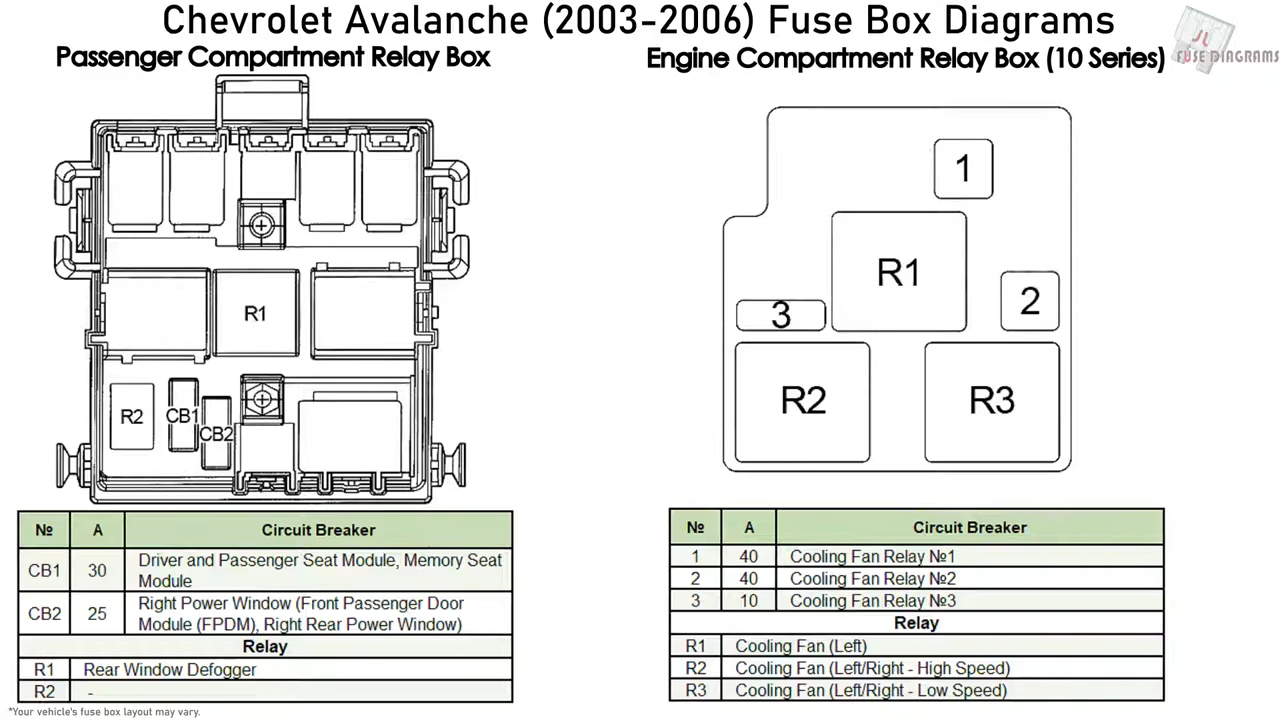 Chevrolet Avalanche (2003-2006) Fuse Box Diagrams
JL
FUSE DIAGRAMS
Passenger Compartment Relay Box
R1
R2
CB1
CB2
№ A Circuit Breaker
CB1 30 Driver and Passenger Seat Module, Memory Seat
Module
CB2 25 Right Power Window (Front Passenger Door
Module (FPDM), Right Rear Power Window)
Relay
R1 Rear Window Defogger
R2 -
*Your vehicle's fuse box layout may vary.
Engine Compartment Relay Box (10 Series)
1
R1
2
3
R2
R3
№ A Circuit Breaker
1 40 Cooling Fan Relay №1
2 40 Cooling Fan Relay №2
3 10 Cooling Fan Relay №3
Relay
R1 Cooling Fan (Left)
R2 Cooling Fan (Left/Right - High Speed)
R3 Cooling Fan (Left/Right - Low Speed)